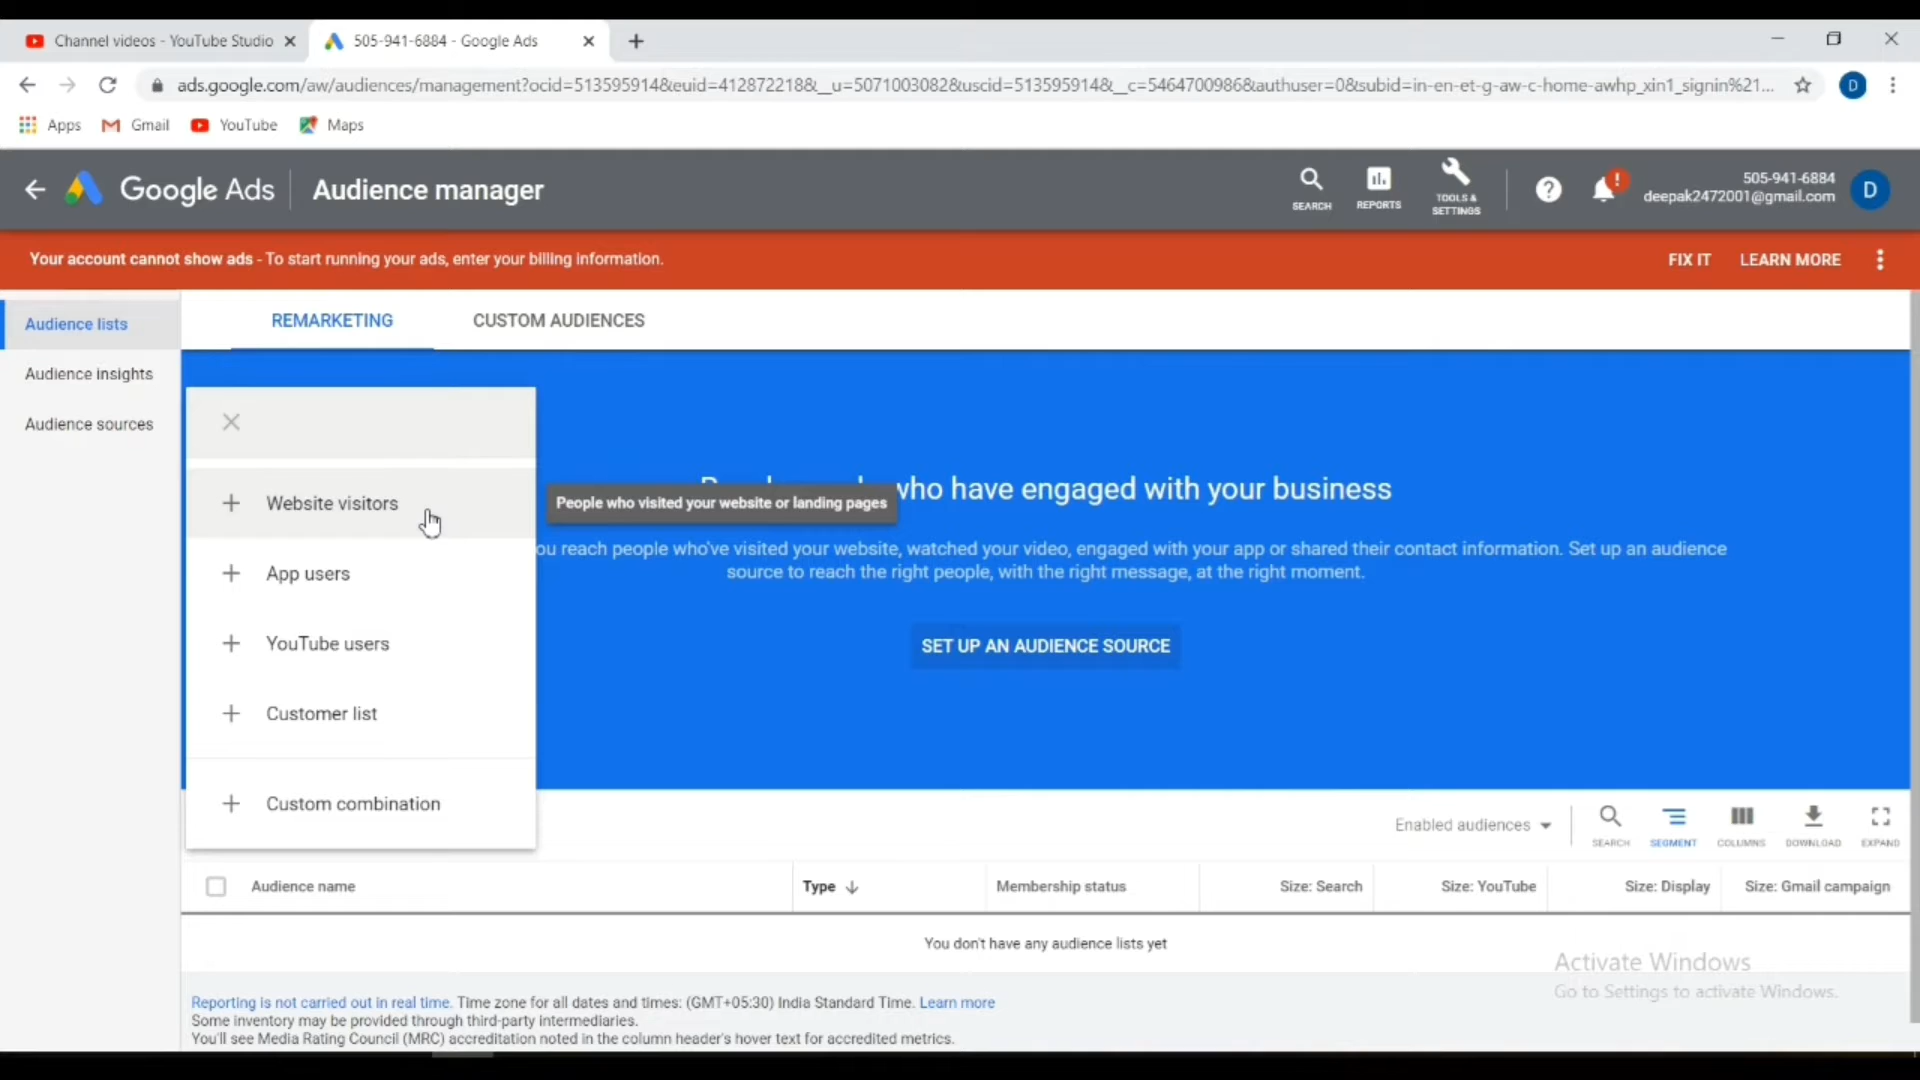 Channel videos - YouTube Studio
505-941-6884 - Google Ads
ads.google.com/aw/audiences/management?ocid=513595914&euid=412872218&__u=5071003082&uscid=513595914&__c=5464700986&authuser=0&subid=in-en-et-g-aw-c-home-awhp_xin1_signin%21...
D
Apps
Gmail
YouTube
Maps
Google Ads
Audience manager
SEARCH
REPORTS
TOOLS & SETTINGS
505-941-6884
deepak2472001@gmail.com
D
Your account cannot show ads - To start running your ads, enter your billing information.
FIX IT
LEARN MORE
Audience lists
Audience insights
Audience sources
REMARKETING
CUSTOM AUDIENCES
Website visitors
App users
YouTube users
Customer list
Custom combination
People who visited your website or landing pages
who have engaged with your business
ou reach people who've visited your website, watched your video, engaged with your app or shared their contact information. Set up an audience
source to reach the right people, with the right message, at the right moment.
SET UP AN AUDIENCE SOURCE
Enabled audiences
SEARCH
SEGMENT
COLUMNS
DOWNLOAD
EXPAND
Audience name
Type
Membership status
Size: Search
Size: YouTube
Size: Display
Size: Gmail campaign
You don't have any audience lists yet
Activate Windows
Go to Settings to activate Windows.
Reporting is not carried out in real time. Time zone for all dates and times: (GMT+05:30) India Standard Time. Learn more
Some inventory may be provided through third-party intermediaries.
You'll see Media Rating Council (MRC) accreditation noted in the column header's hover text for accredited metrics.